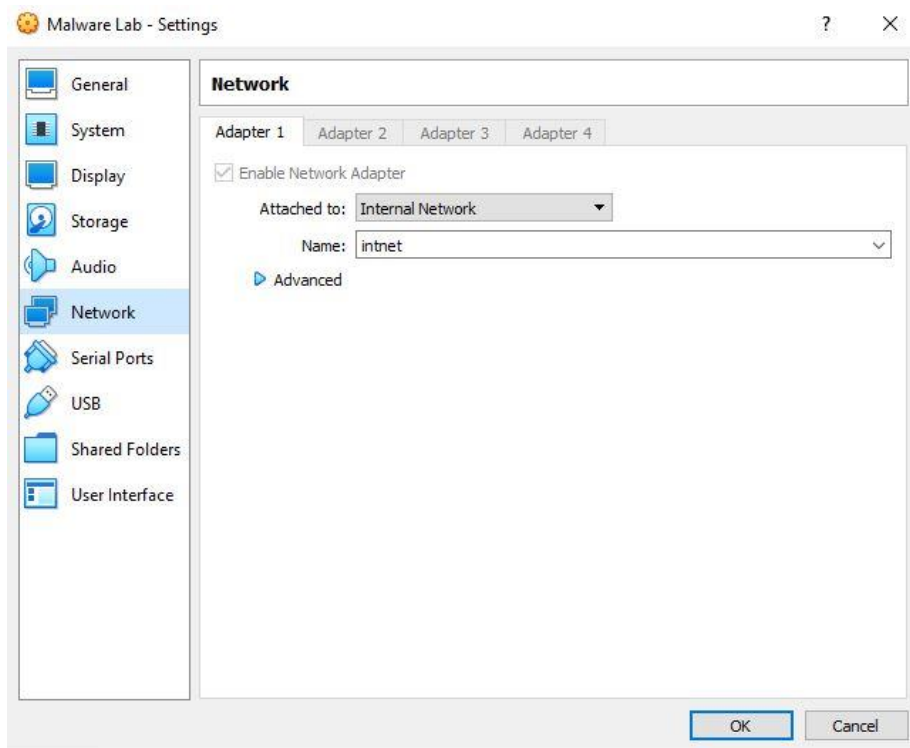 Malware Lab - Settings
?
General
System
Display
Storage
Audio
Network
Serial Ports
USB
Shared Folders
User Interface
Network
Adapter 1 Adapter 2 Adapter 3 Adapter 4
Enable Network Adapter
Attached to: Internal Network
Name: intnet
Advanced
OK Cancel